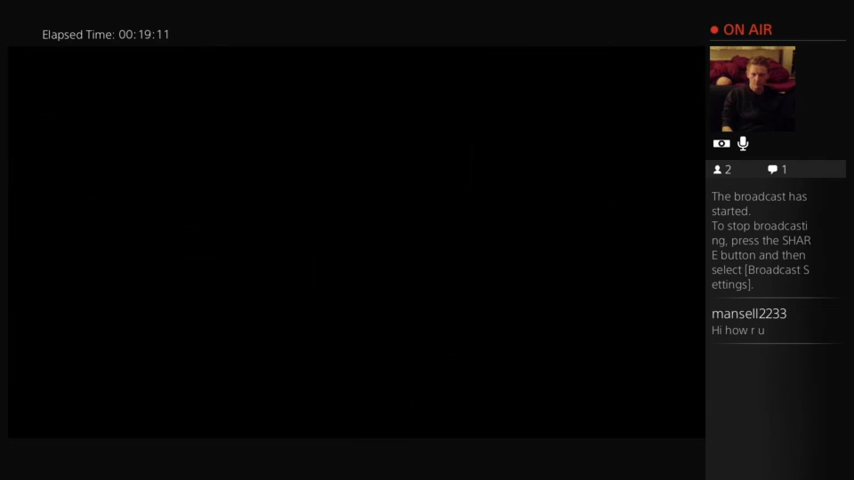 Elapsed Time: 00:19:11
ON AIR
2 1
The broadcast has
started.
To stop broadcasti
ng, press the SHAR
E button and then
select [Broadcast S
ettings].
mansell2233
Hi how r u